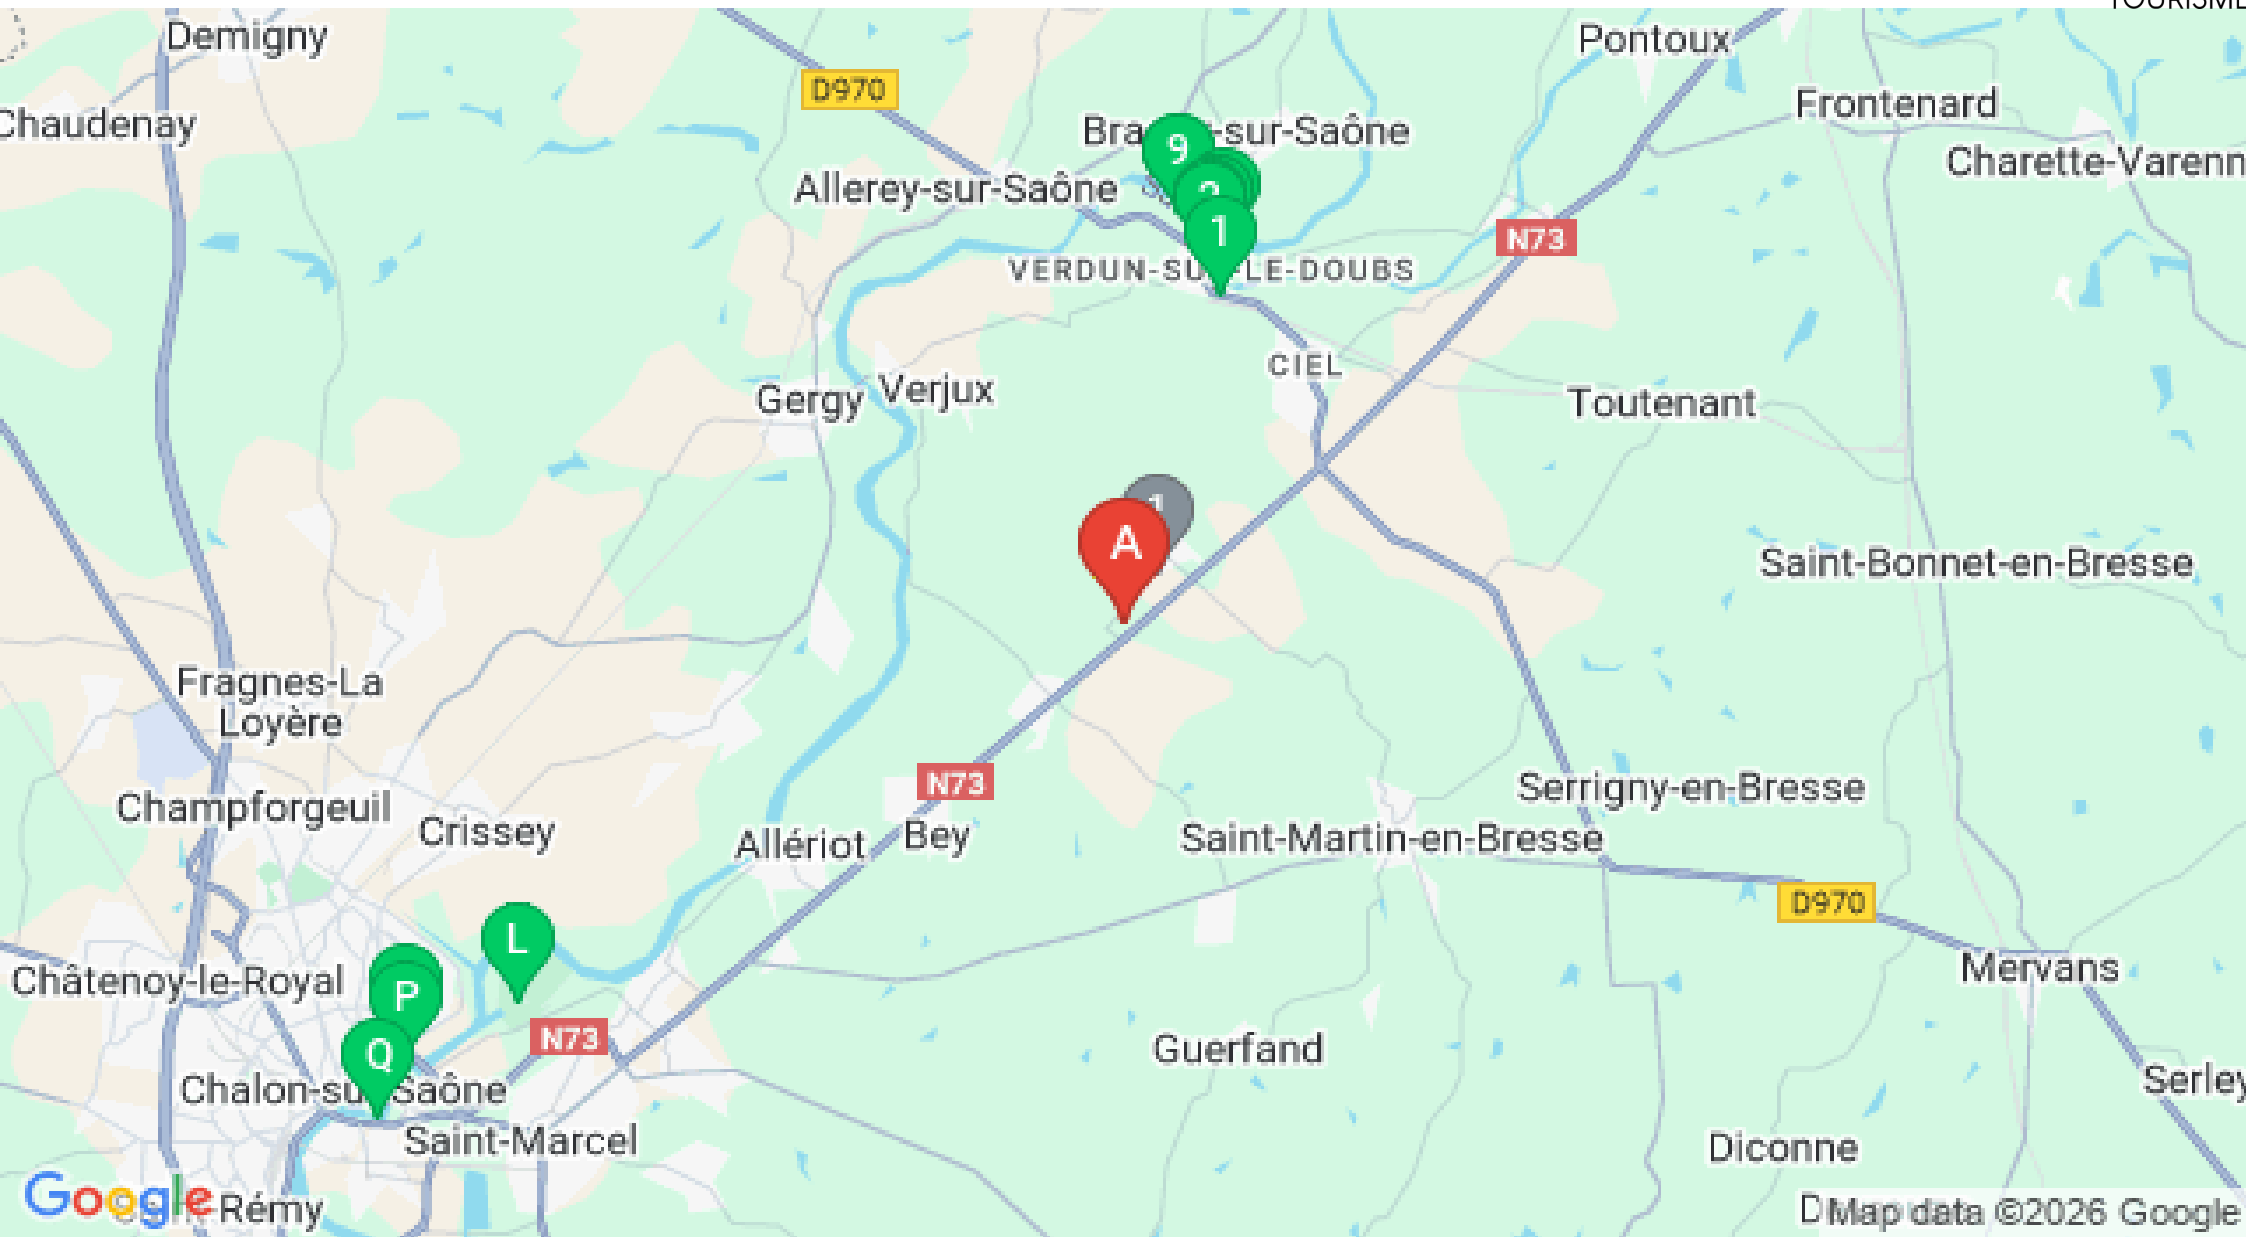 TOURISME
Demigny
Pontoux
D970
Frontenard
Chaudenay
9
-sur-Saône
Charette-Varenn
Allerey-sur-Saône
2
1
N73
VERDUN-SU
LE-DOUBS
CIEL
Gergy
Verjux
Toutenant
1
A
Saint-Bonnet-en-Bresse
Fragnes-La
Loyère
N73
Serrigny-en-Bresse
Champforgeuil
Crissey
Allériot
Bey
Saint-Martin-en-Bresse
D970
L
Châtenoy-le-Royal
Mervans
P
N73
Q
Guerfand
Chalon-su
Saône
Serley
Saint-Marcel
Diconne
Google
Rémy
Map data ©2026 Google